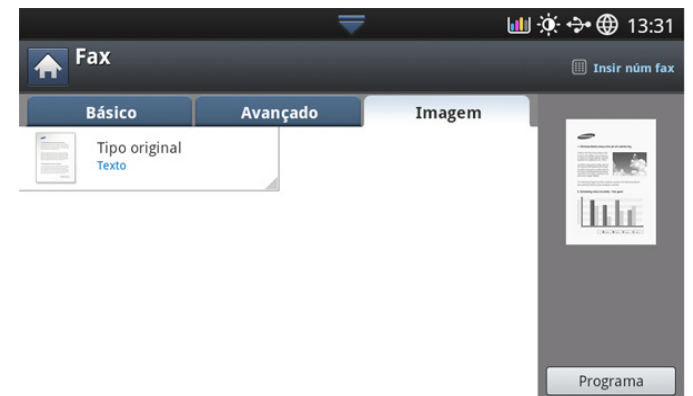 13:31
Fax
Insir núm fax
Básico
Avançado
Imagem
Tipo original
Texto
Programa